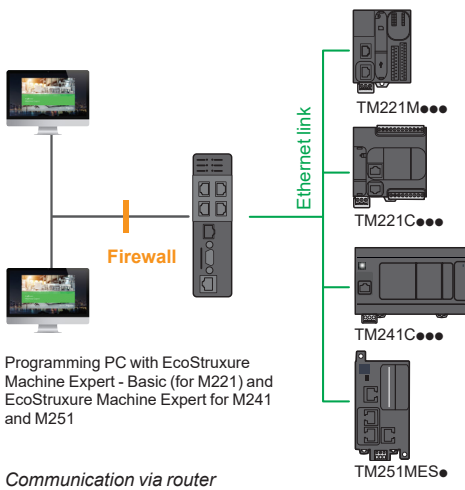 TM221M●●●
Ethernet link
TM221C●●●
Firewall
TM241C●●●
Programming PC with EcoStruxure
Machine Expert - Basic (for M221) and
EcoStruxure Machine Expert for M241
and M251
TM251MES●
Communication via router